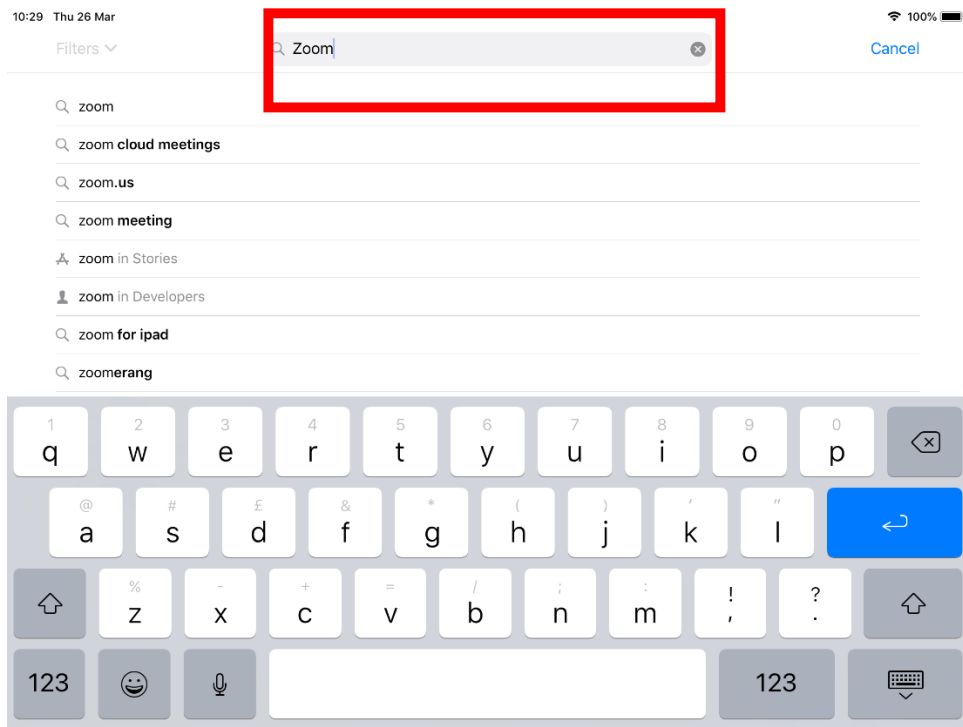 10:29 Thu 26 Mar 100%
Filters Zoom Cancel
zoom
zoom cloud meetings
zoom.us
zoom meeting
zoom in Stories
zoom in Developers
zoom for ipad
zoomerang
1 2 3 4 5 6 7 8 9 0
q w e r t y u i o p
@ # £ & * ( ) ' "
a s d f g h j k l
% - + = / ; : ! ?
z x c v b n m , .
123 123